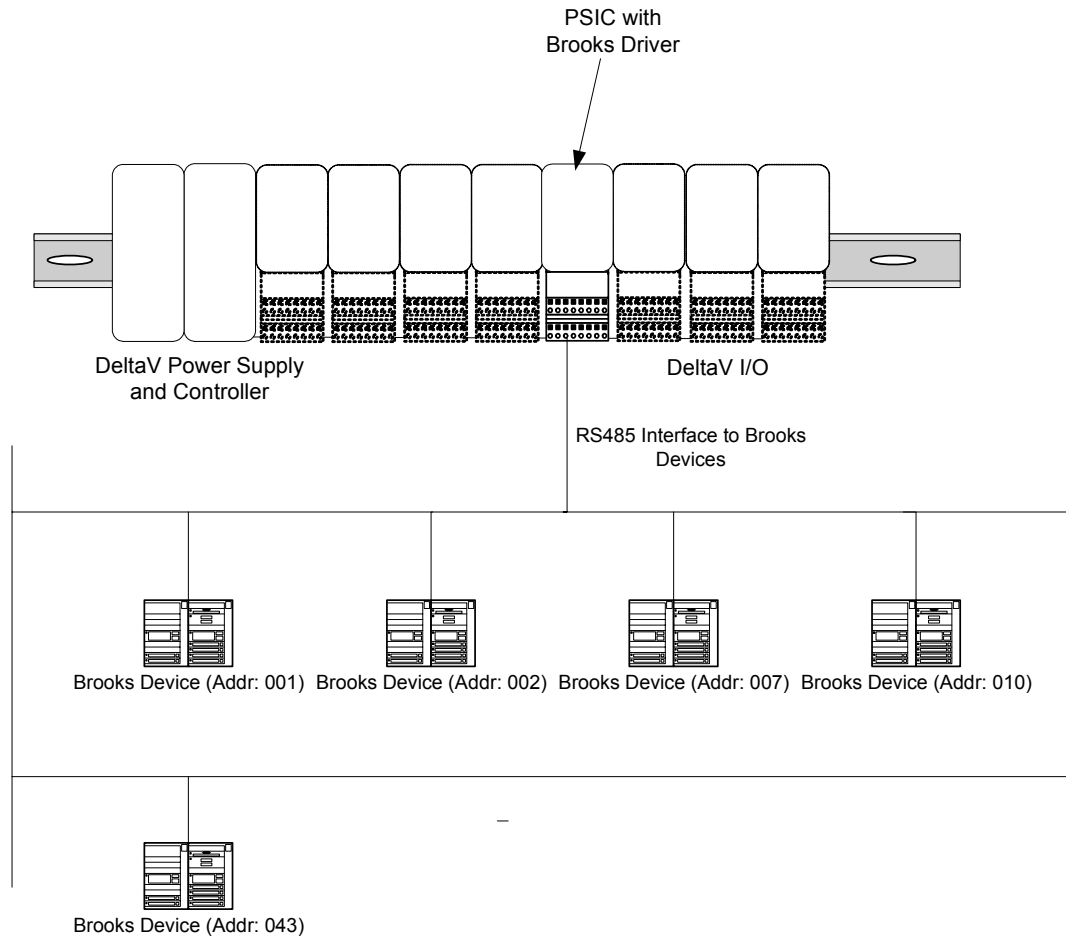 PSIC with
Brooks Driver
DeltaV Power Supply
and Controller
DeltaV I/O
RS485 Interface to Brooks
Devices
Brooks Device (Addr: 001)
Brooks Device (Addr: 002)
Brooks Device (Addr: 007)
Brooks Device (Addr: 010)
Brooks Device (Addr: 043)